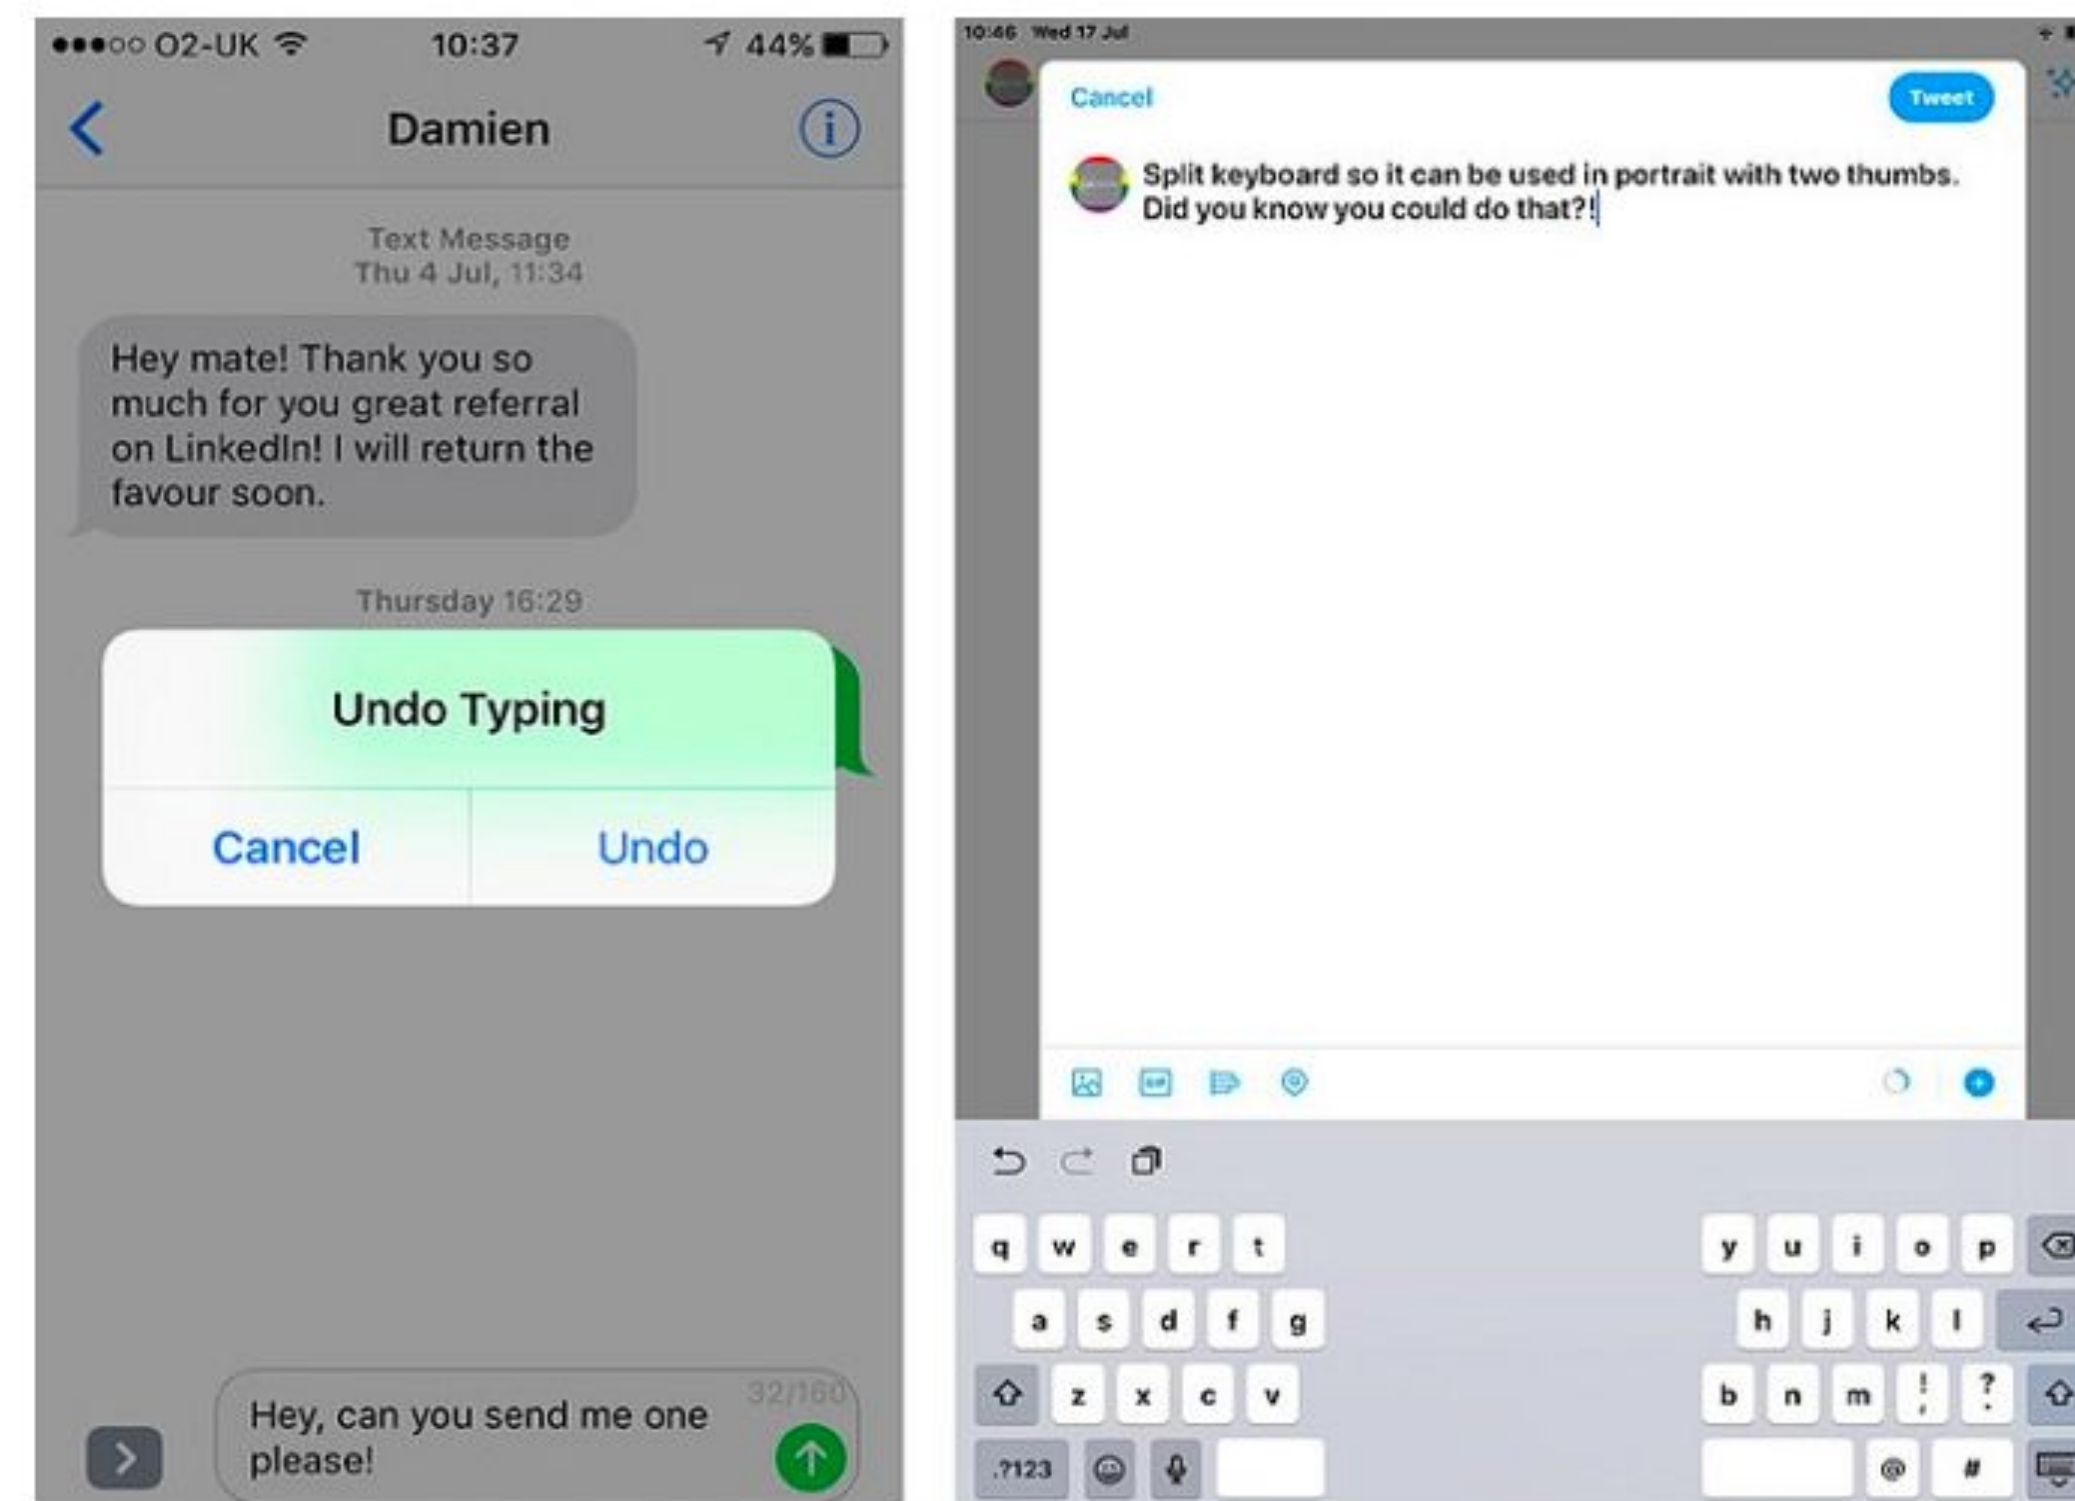 O2-UK 10:37 44%
Damien
Text Message
Thu 4 Jul, 11:34
Hey mate! Thank you so
much for you great referral
on LinkedIn! I will return the
favour soon.
Thursday 16:29
Undo Typing
Cancel Undo
32/160
Hey, can you send me one
please!
10:46 Wed 17 Jul
Cancel Tweet
Split keyboard so it can be used in portrait with two thumbs.
Did you know you could do that?!
GIF
q w e r t y u i o p
a s d f g h j k l
z x c v b n m ! , ? .
.?123 @ #